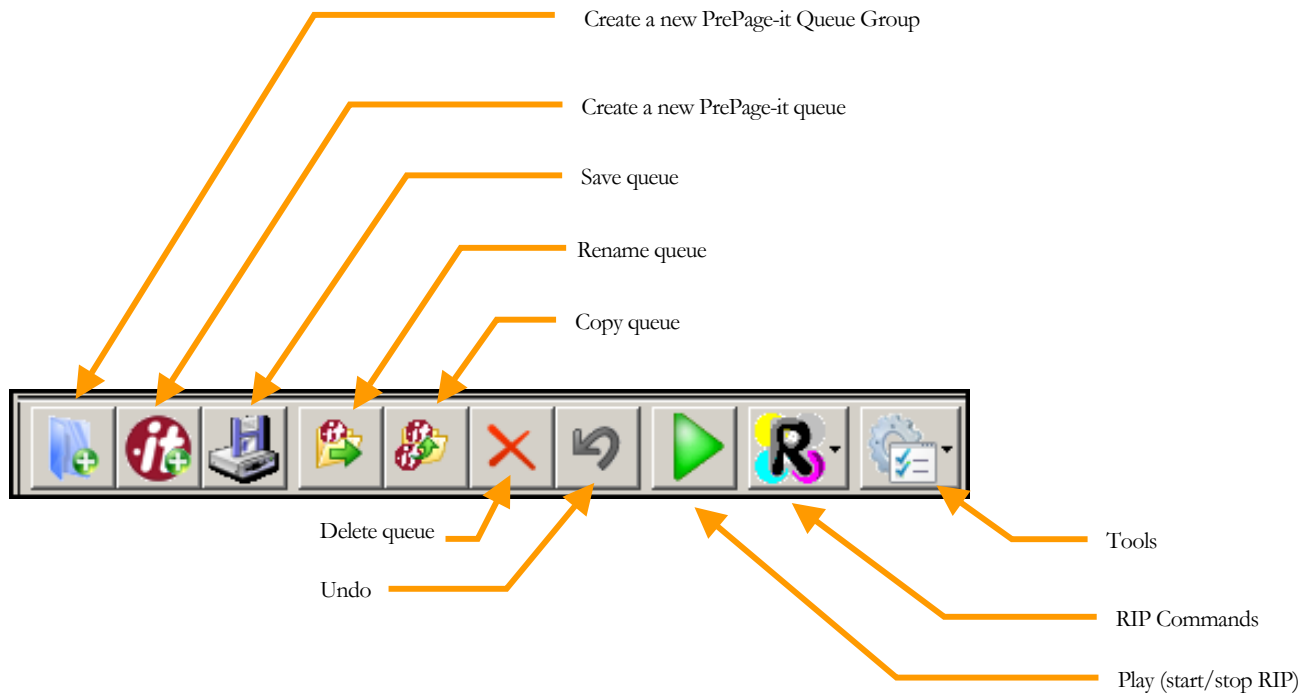 Create a new PrePage-it Queue Group
Create a new PrePage-it queue
Save queue
Rename queue
Copy queue
.it
R
Delete queue
Undo
Tools
RIP Commands
Play (start/stop RIP)